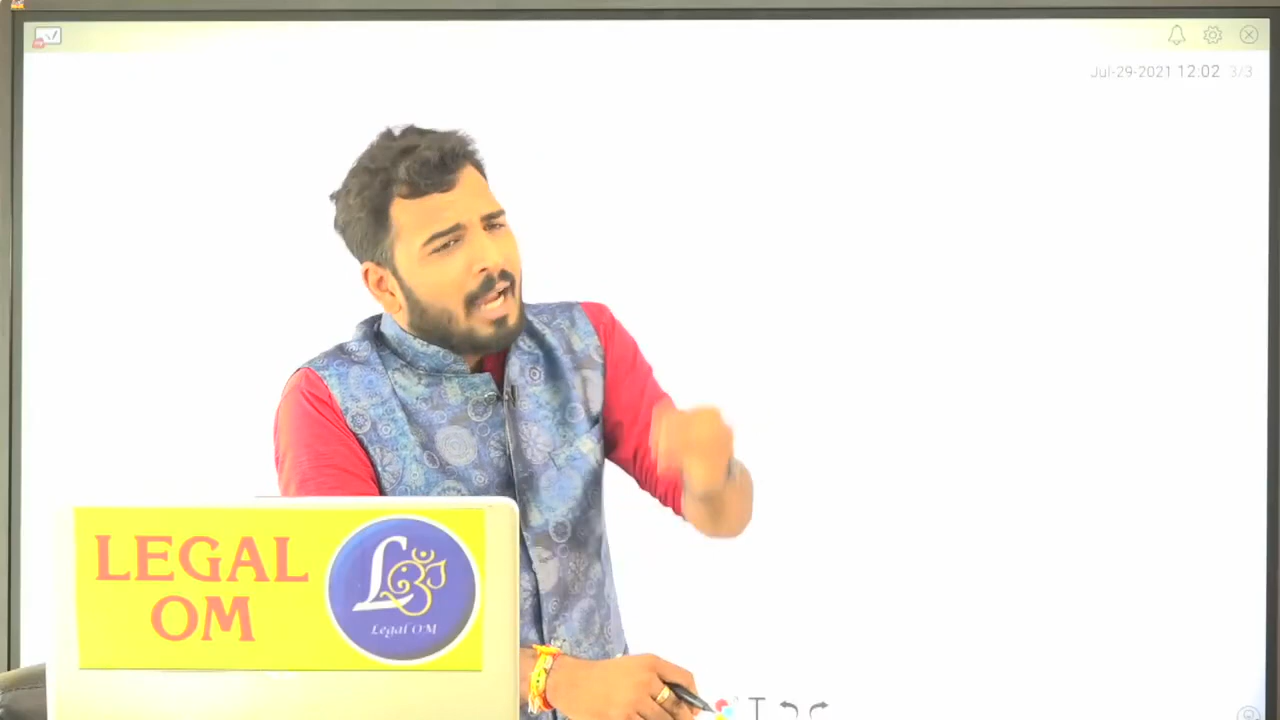 Jul-29-2021 12:02 3/3
LEGAL
OM
L ॐ
Legal OM
T